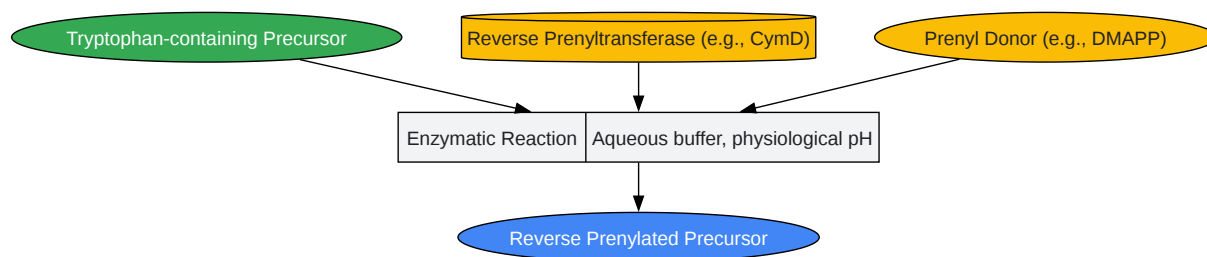 Tryptophan-containing Precursor
Reverse Prenyltransferase (e.g., CymD)
Prenyl Donor (e.g., DMAPP)
Enzymatic Reaction
Aqueous buffer, physiological pH
Reverse Prenylated Precursor